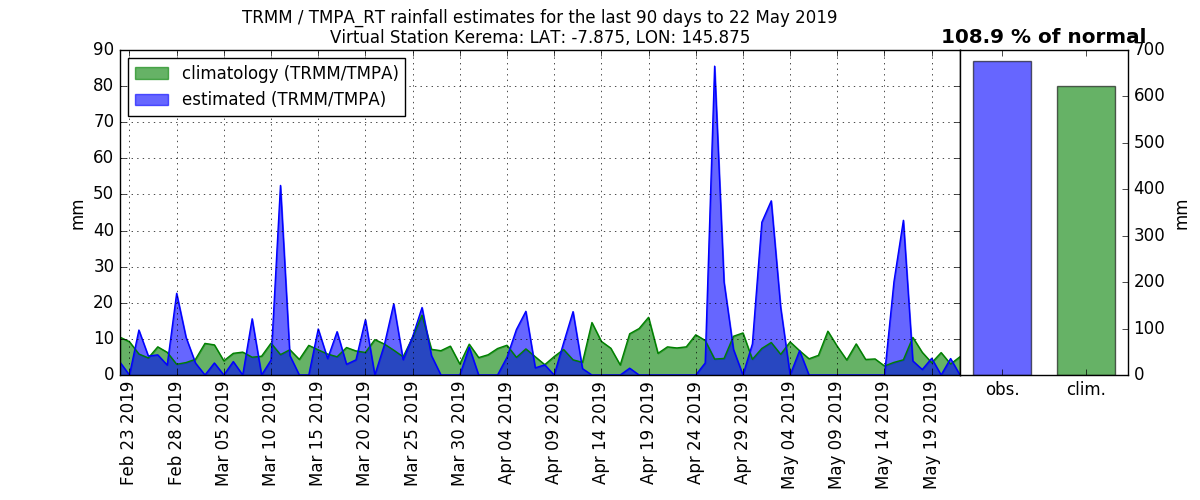 TRMM / TMPA_RT rainfall estimates for the last 90 days to 22 May 2019
Virtual Station Kerema: LAT: -7.875, LON: 145.875
108.9 % of normal
climatology (TRMM/TMPA)
estimated (TRMM/TMPA)
mm
90
80
70
60
50
40
30
20
10
0
Feb 23 2019
Feb 28 2019
Mar 05 2019
Mar 10 2019
Mar 15 2019
Mar 20 2019
Mar 25 2019
Mar 30 2019
Apr 04 2019
Apr 09 2019
Apr 14 2019
Apr 19 2019
Apr 24 2019
Apr 29 2019
May 04 2019
May 09 2019
May 14 2019
May 19 2019
obs.
clim.
700
600
500
400
300
200
100
0
mm